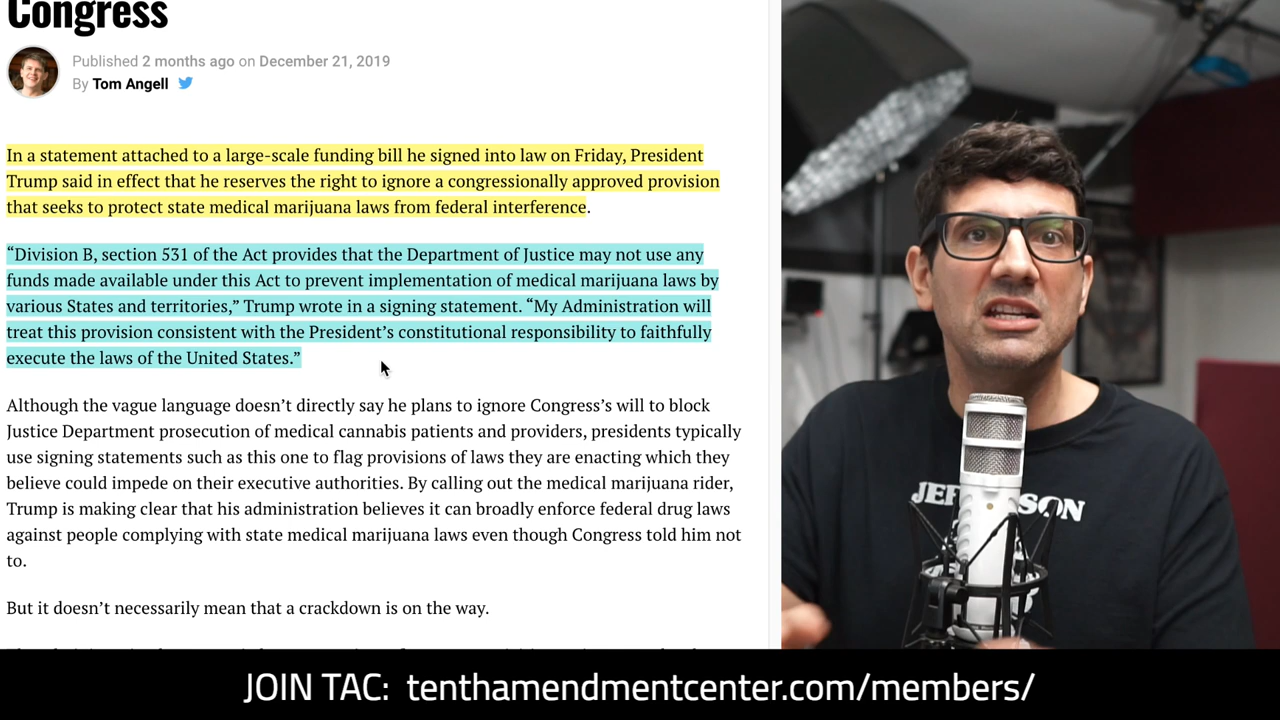 Congress
Published 2 months ago on December 21, 2019
By Tom Angell
In a statement attached to a large-scale funding bill he signed into law on Friday, President
Trump said in effect that he reserves the right to ignore a congressionally approved provision
that seeks to protect state medical marijuana laws from federal interference.
“Division B, section 531 of the Act provides that the Department of Justice may not use any
funds made available under this Act to prevent implementation of medical marijuana laws by
various States and territories,” Trump wrote in a signing statement. “My Administration will
treat this provision consistent with the President’s constitutional responsibility to faithfully
execute the laws of the United States.”
Although the vague language doesn’t directly say he plans to ignore Congress’s will to block
Justice Department prosecution of medical cannabis patients and providers, presidents typically
use signing statements such as this one to flag provisions of laws they are enacting which they
believe could impede on their executive authorities. By calling out the medical marijuana rider,
Trump is making clear that his administration believes it can broadly enforce federal drug laws
against people complying with state medical marijuana laws even though Congress told him not
to.
But it doesn’t necessarily mean that a crackdown is on the way.
JOIN TAC: tenthamendmentcenter.com/members/